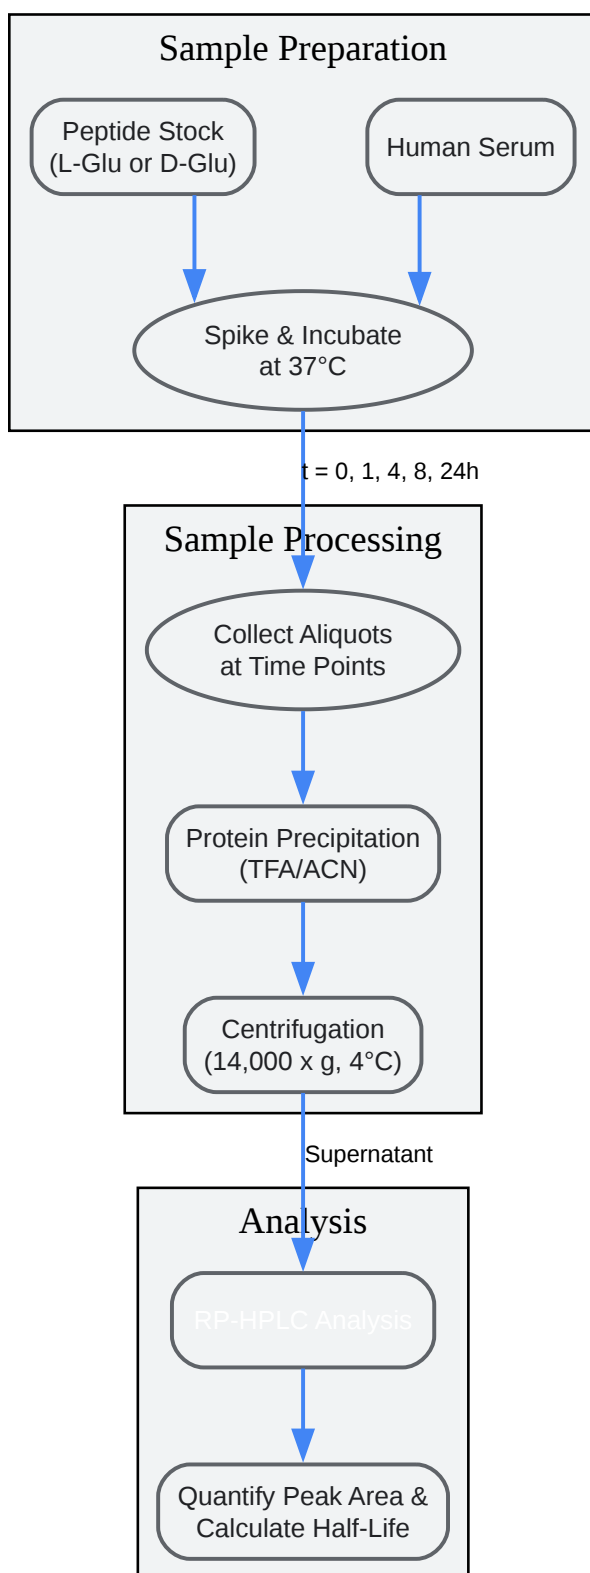 Sample Preparation
Peptide Stock
(L-Glu or D-Glu)
Human Serum
Spike & Incubate
at 37°C
t = 0, 1, 4, 8, 24h
Sample Processing
Collect Aliquots
at Time Points
Protein Precipitation
(TFA/ACN)
Centrifugation
(14,000 x g, 4°C)
Supernatant
Analysis
RP-HPLC Analysis
Quantify Peak Area &
Calculate Half-Life